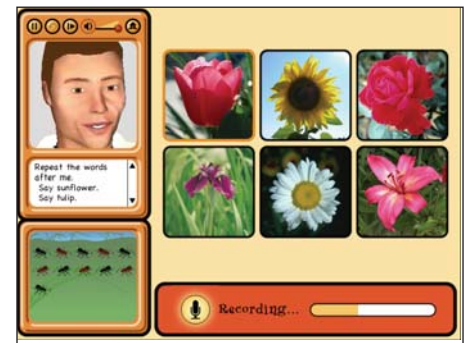 Repeat the words
after me.
Say sunflower.
Say tulip.
Recording...